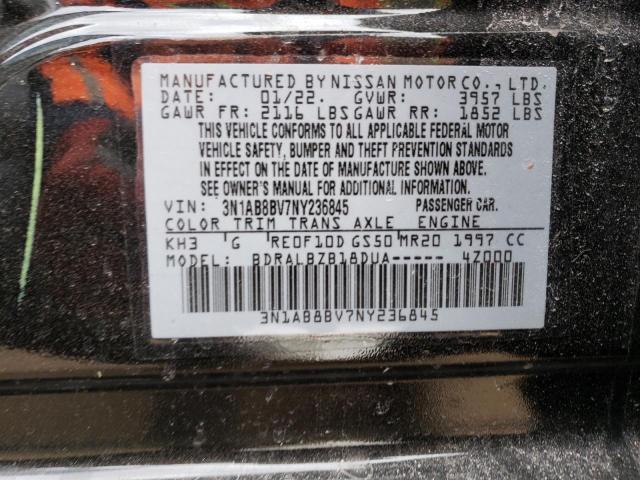 MANUFACTURED BY NISSAN MOTOR CO., LTD.
DATE: 01/22. GVWR: 3957 LBS
GAWR FR: 2116 LBS GAWR RR: 1852 LBS
THIS VEHICLE CONFORMS TO ALL APPLICABLE FEDERAL MOTOR
VEHICLE SAFETY, BUMPER AND THEFT PREVENTION STANDARDS
IN EFFECT ON THE DATE OF MANUFACTURE SHOWN ABOVE.
SEE OWNER'S MANUAL FOR ADDITIONAL INFORMATION.
VIN: 3N1AB8BV7NY236845 PASSENGER CAR
COLOR TRIM TRANS AXLE ENGINE
KH3 G RE0F10D GS50 MR20 1997 CC
MODEL: BDRALBZB18DUA----- 4Z000
3N1AB8BV7NY236845